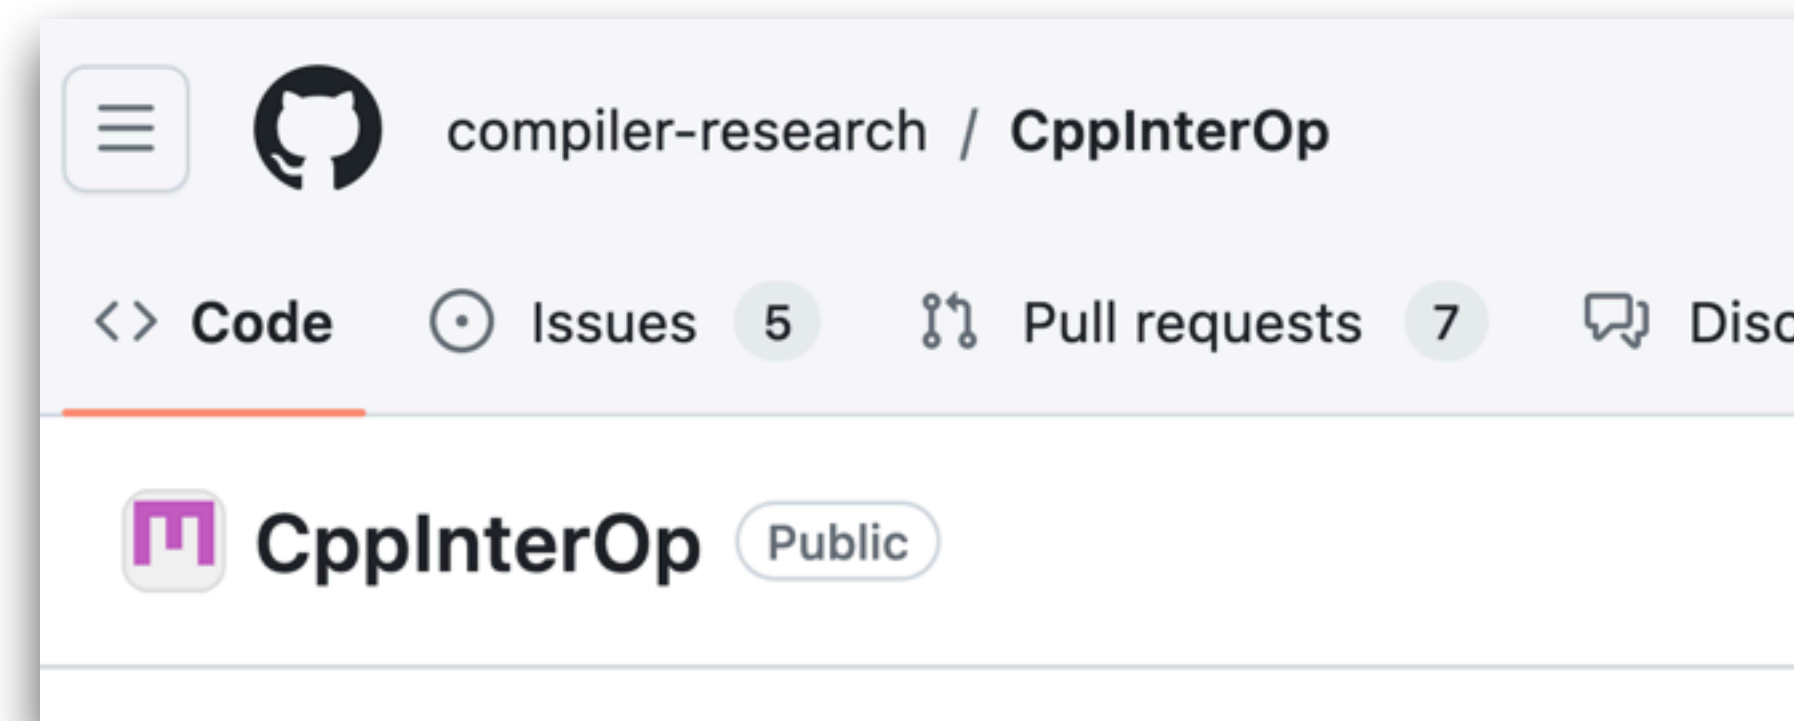 compiler-research / CppInterOp
Code Issues 5 Pull requests 7
CppInterOp Public